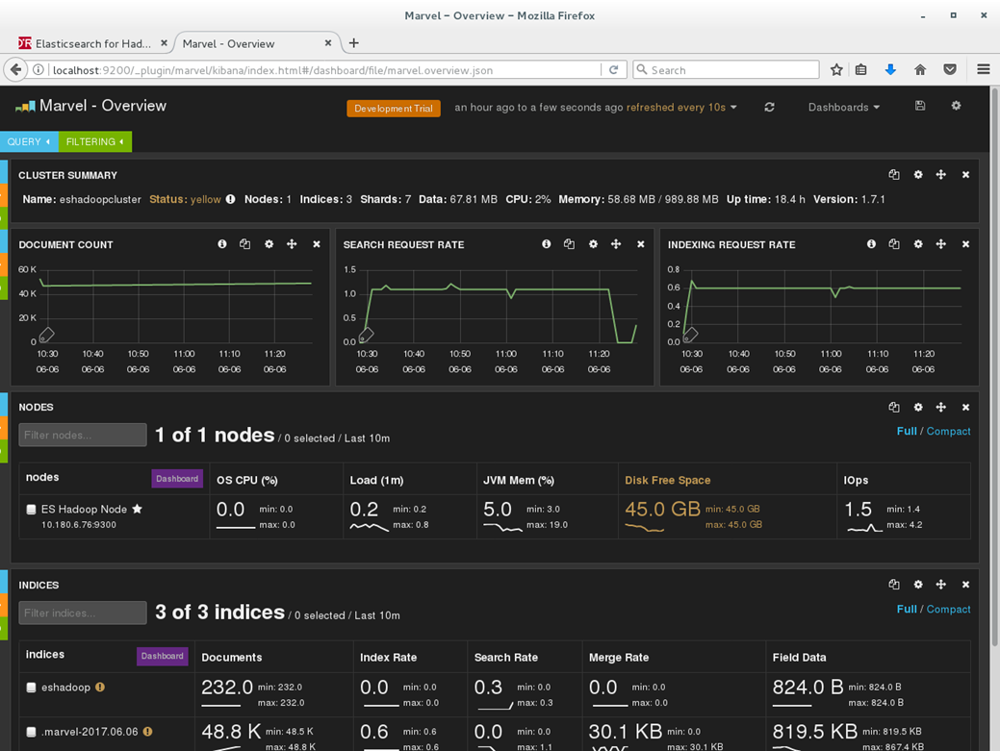 Marvel - Overview - Mozilla Firefox
Elasticsearch for Had...
Marvel - Overview
localhost:9200/_plugin/marvel/kibana/index.html#/dashboard/file/marvel.overview.json
Search
Marvel - Overview
Development Trial
an hour ago to a few seconds ago refreshed every 10s
Dashboards
QUERY
FILTERING
CLUSTER SUMMARY
Name: eshadoopcluster Status: yellow Nodes: 1 Indices: 3 Shards: 7 Data: 67.81 MB CPU: 2% Memory: 58.68 MB / 989.88 MB Up time: 18.4 h Version: 1.7.1
DOCUMENT COUNT
60 K
40 K
20 K
0
10:30 10:40 10:50 11:00 11:10 11:20
06-06 06-06 06-06 06-06 06-06 06-06
SEARCH REQUEST RATE
1.5
1.0
0.5
0.0
10:30 10:40 10:50 11:00 11:10 11:20
06-06 06-06 06-06 06-06 06-06 06-06
INDEXING REQUEST RATE
0.8
0.6
0.4
0.2
0.0
10:30 10:40 10:50 11:00 11:10 11:20
06-06 06-06 06-06 06-06 06-06 06-06
NODES
Filter nodes...
1 of 1 nodes / 0 selected / Last 10m
Full / Compact
nodes Dashboard OS CPU (%) Load (1m) JVM Mem (%) Disk Free Space IOps
ES Hadoop Node 0.0 min: 0.0 0.2 min: 0.2 5.0 min: 3.0 45.0 GB min: 45.0 GB 1.5 min: 1.4
10.180.6.76:9300 max: 0.0 max: 0.8 max: 19.0 max: 45.0 GB max: 4.2
INDICES
Filter indices...
3 of 3 indices / 0 selected / Last 10m
Full / Compact
indices Dashboard Documents Index Rate Search Rate Merge Rate Field Data
eshadoop 232.0 min: 232.0 0.0 min: 0.0 0.3 min: 0.0 0.0 min: 0.0 824.0 B min: 824.0 B
max: 232.0 max: 0.0 max: 0.3 max: 0.0 max: 824.0 B
.marvel-2017.06.06 48.8 K min: 48.5 K 0.6 min: 0.6 0.0 min: 0.0 30.1 KB min: 0.0 819.5 KB min: 819.5 KB
max: 48.8 K max: 0.6 max: 1.1 max: 30.1 KB max: 867.4 KB